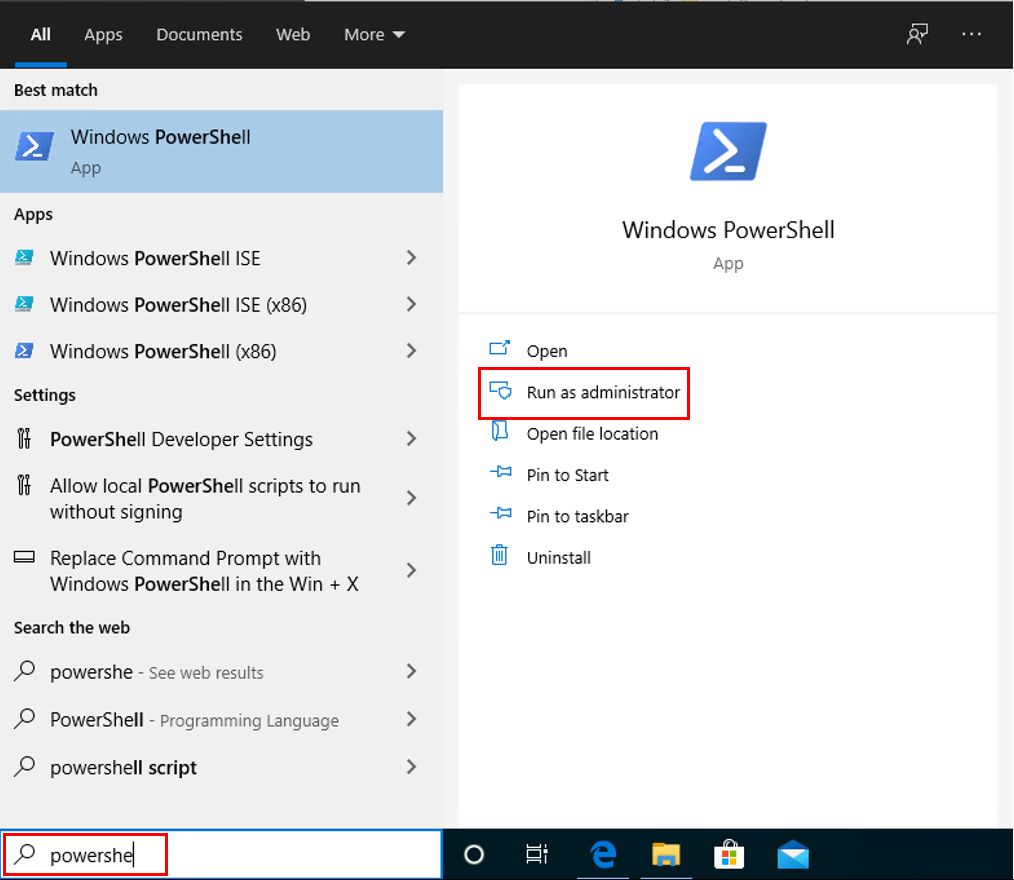 All Apps Documents Web More
Best match
Windows PowerShell
App
Apps
Windows PowerShell ISE
Windows PowerShell ISE (x86)
Windows PowerShell (x86)
Settings
PowerShell Developer Settings
Allow local PowerShell scripts to run
without signing
Replace Command Prompt with
Windows PowerShell in the Win + X
Search the web
powershe - See web results
PowerShell - Programming Language
powershell script
powershe
Windows PowerShell
App
Open
Run as administrator
Open file location
Pin to Start
Pin to taskbar
Uninstall